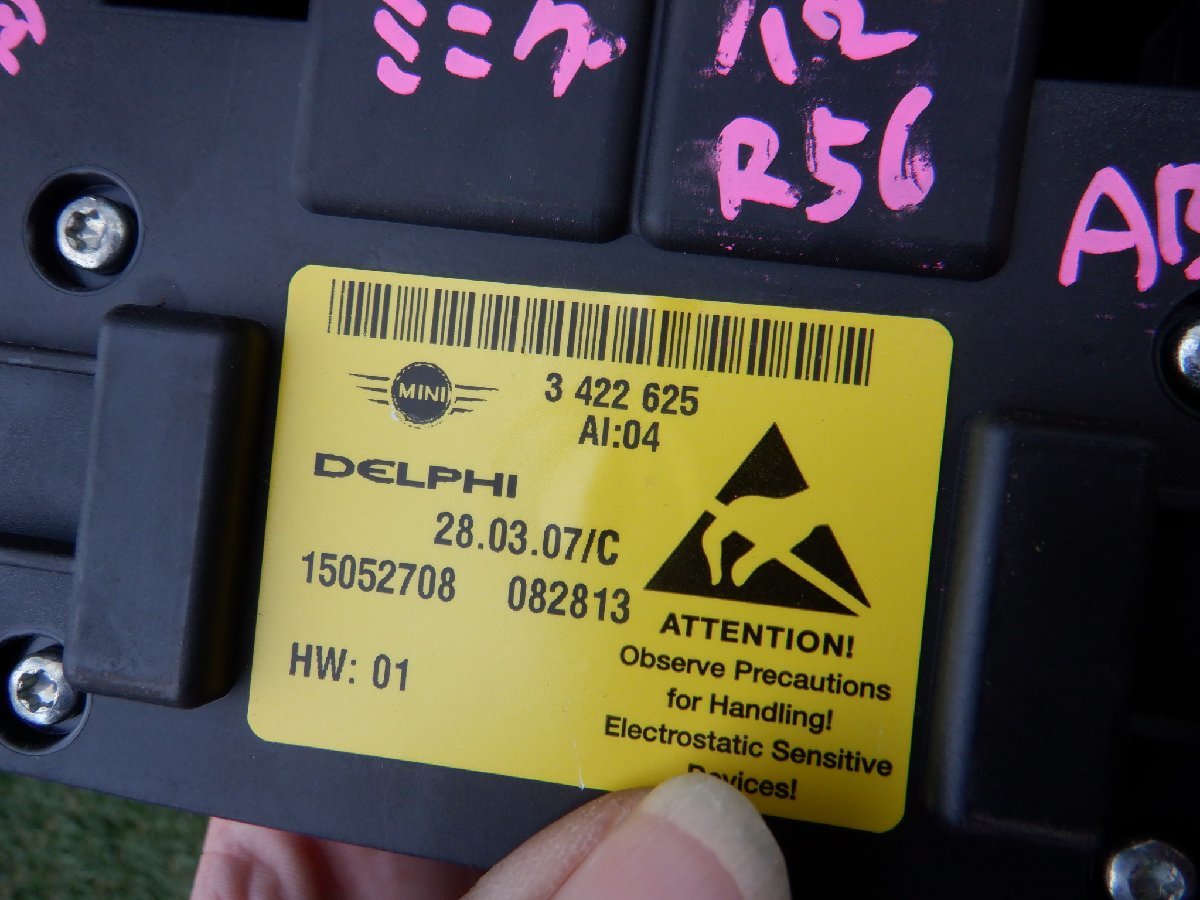 ミニク
R56
MINI
3 422 625
AI:04
DELPHI
28.03.07/C
15052708 082813
HW: 01
ATTENTION!
Observe Precautions
for Handling!
Electrostatic Sensitive
Devices!